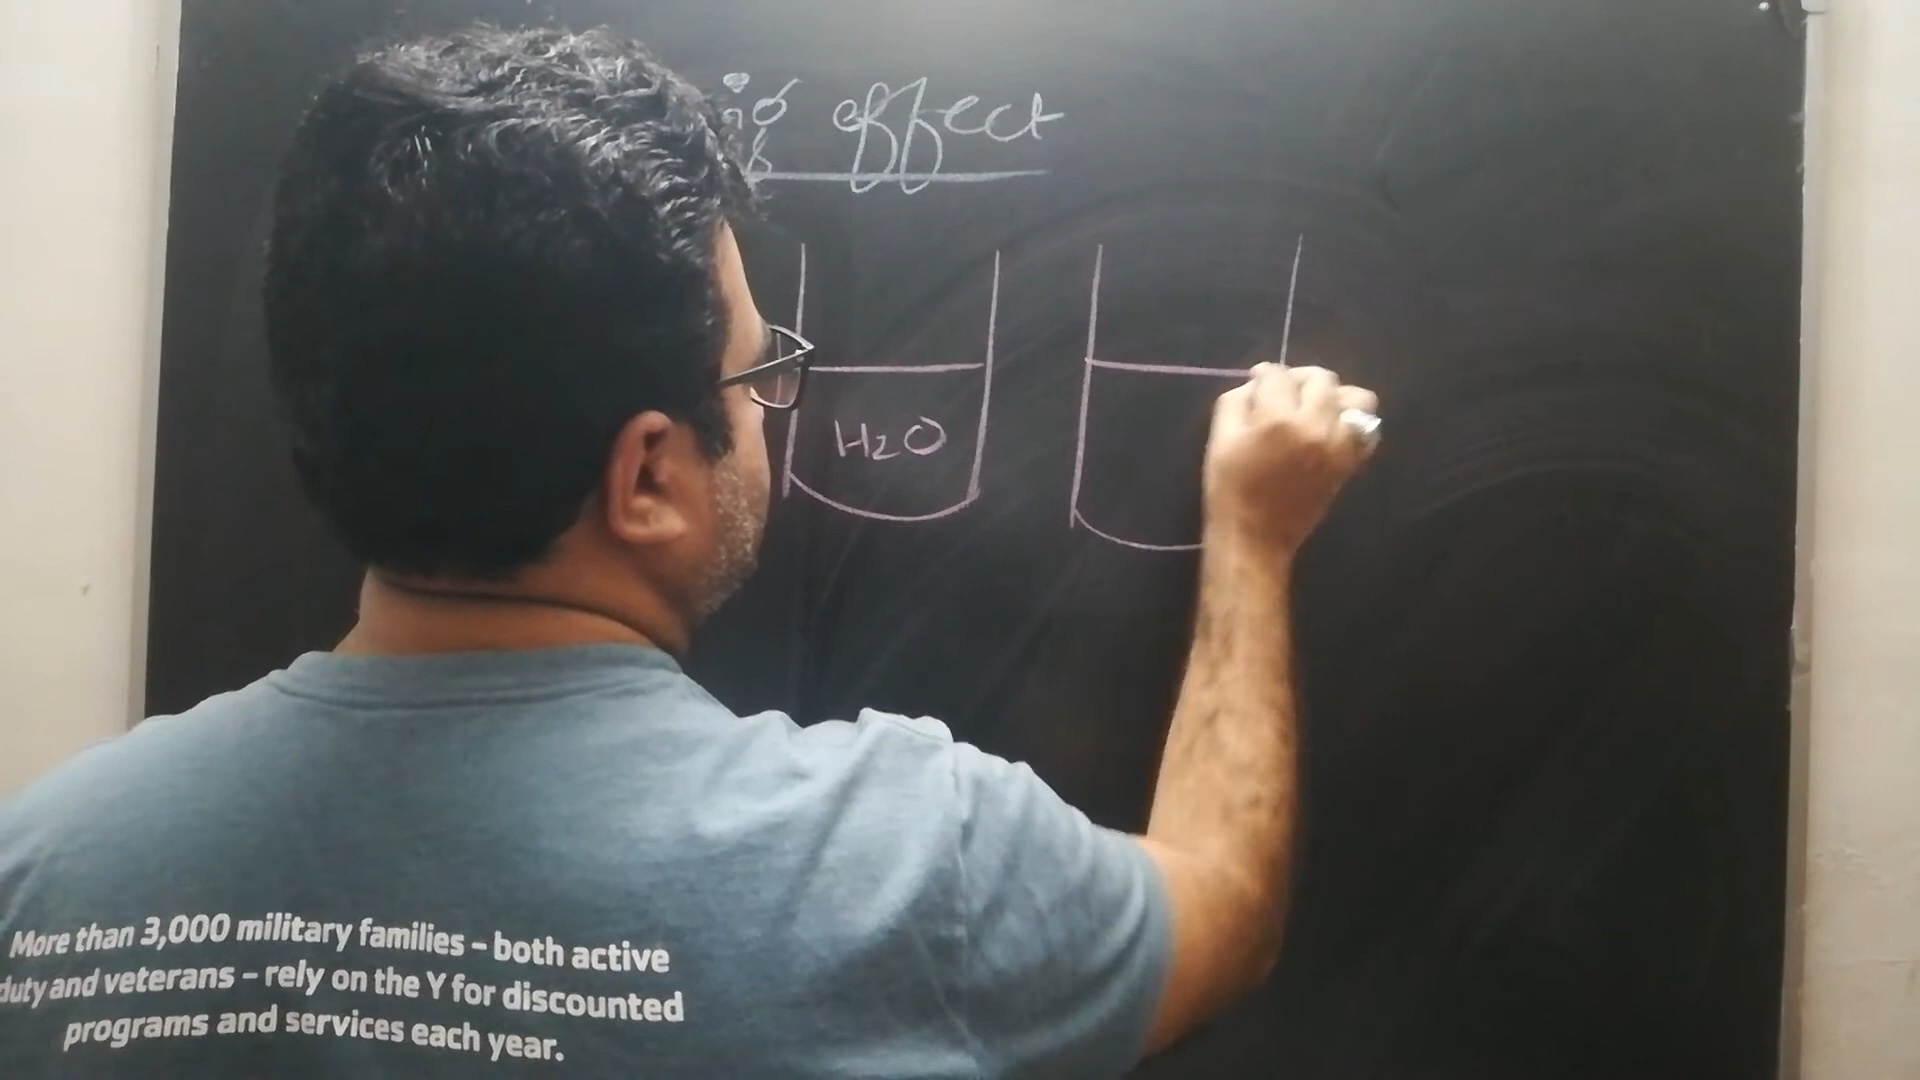 effect
H2O
More than 3,000 military families – both active
duty and veterans – rely on the Y for discounted
programs and services each year.